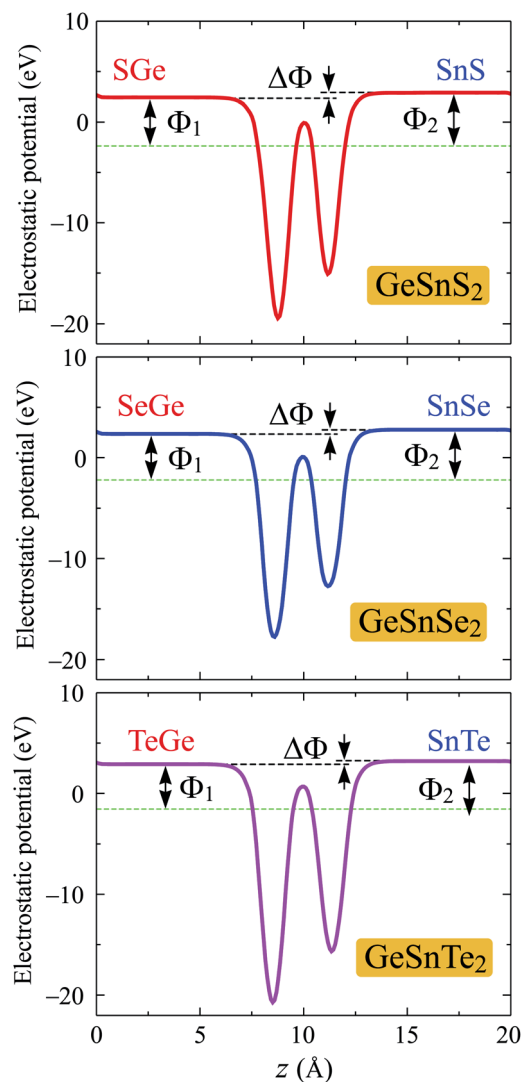 10
SGe
ΔΦ
SnS
Φ₁
Φ₂
0
−10
−20
Electrostatic potential (eV)
GeSnS₂
10
SeGe
ΔΦ
SnSe
Φ₁
Φ₂
0
−10
−20
Electrostatic potential (eV)
GeSnSe₂
10
TeGe
ΔΦ
SnTe
Φ₁
Φ₂
0
−10
−20
Electrostatic potential (eV)
GeSnTe₂
0 5 10 15 20
z (Å)